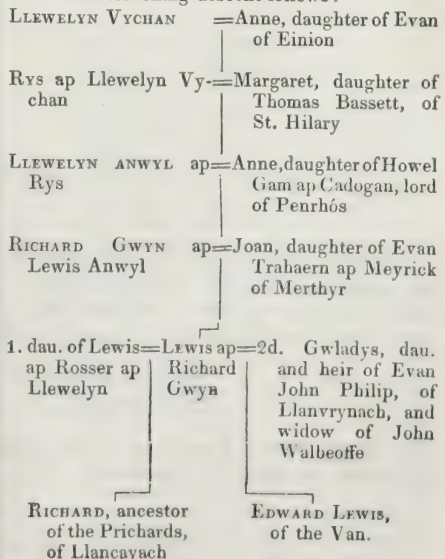 LLEWELYN VYCHAN =Anne, daughter of Evan
of Einion
RYS AP LLEWELYN VY-=Margaret, daughter of
chan Thomas Bassett, of
St. Hilary
LLEWELYN ANWYL ap=Anne, daughter of Howel
Rys Gam ap Cadogan, lord
of Penrhós
RICHARD GWYN ap=Joan, daughter of Evan
Lewis Anwyl Trahaern ap Meyrick
of Merthyr
1. dau. of Lewis=LEWIS ap=2d. Gwladys, dau.
ap Rosser ap Richard and heir of Evan
Llewelyn Gwyn John Philip, of
Llanvrynach, and
widow of John
Walbeoffe
RICHARD, ancestor EDWARD LEWIS,
of the Prichards, of the Van.
of Llancayach